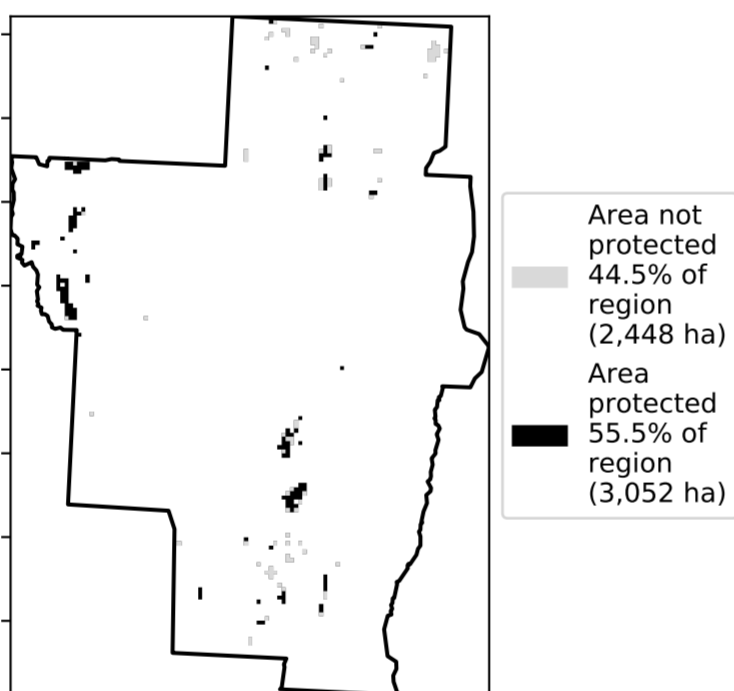 Area not
protected
44.5% of
region
(2,448 ha)
Area
protected
55.5% of
region
(3,052 ha)